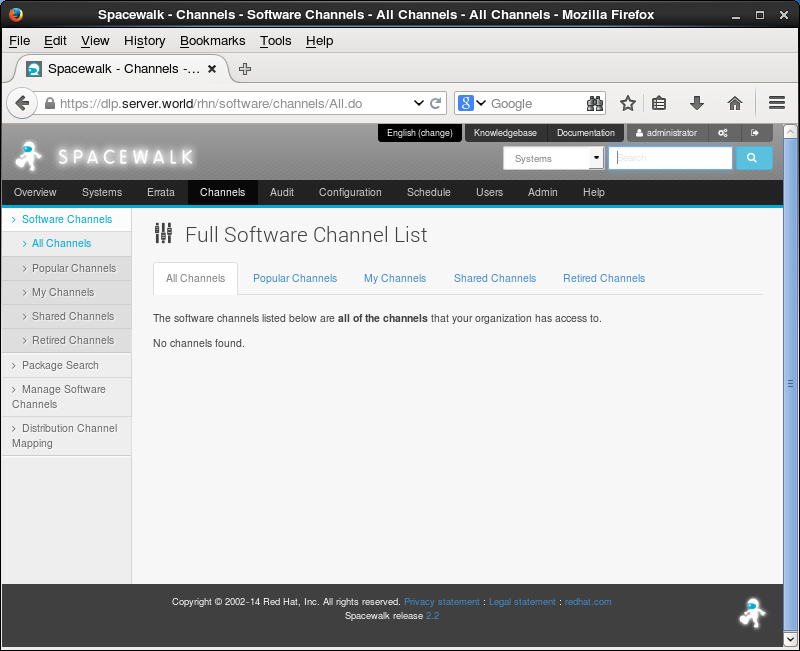 Spacewalk - Channels - Software Channels - All Channels - All Channels - Mozilla Firefox
File Edit View History Bookmarks Tools Help
Spacewalk - Channels -...
https://dlp.server.world/rhn/software/channels/All.do
Google
English (change) Knowledgebase Documentation administrator
SPACEWALK
Systems Search
Overview Systems Errata Channels Audit Configuration Schedule Users Admin Help
Software Channels
All Channels
Popular Channels
My Channels
Shared Channels
Retired Channels
Package Search
Manage Software
Channels
Distribution Channel
Mapping
Full Software Channel List
All Channels Popular Channels My Channels Shared Channels Retired Channels
The software channels listed below are all of the channels that your organization has access to.
No channels found.
Copyright © 2002-14 Red Hat, Inc. All rights reserved. Privacy statement : Legal statement : redhat.com
Spacewalk release 2.2